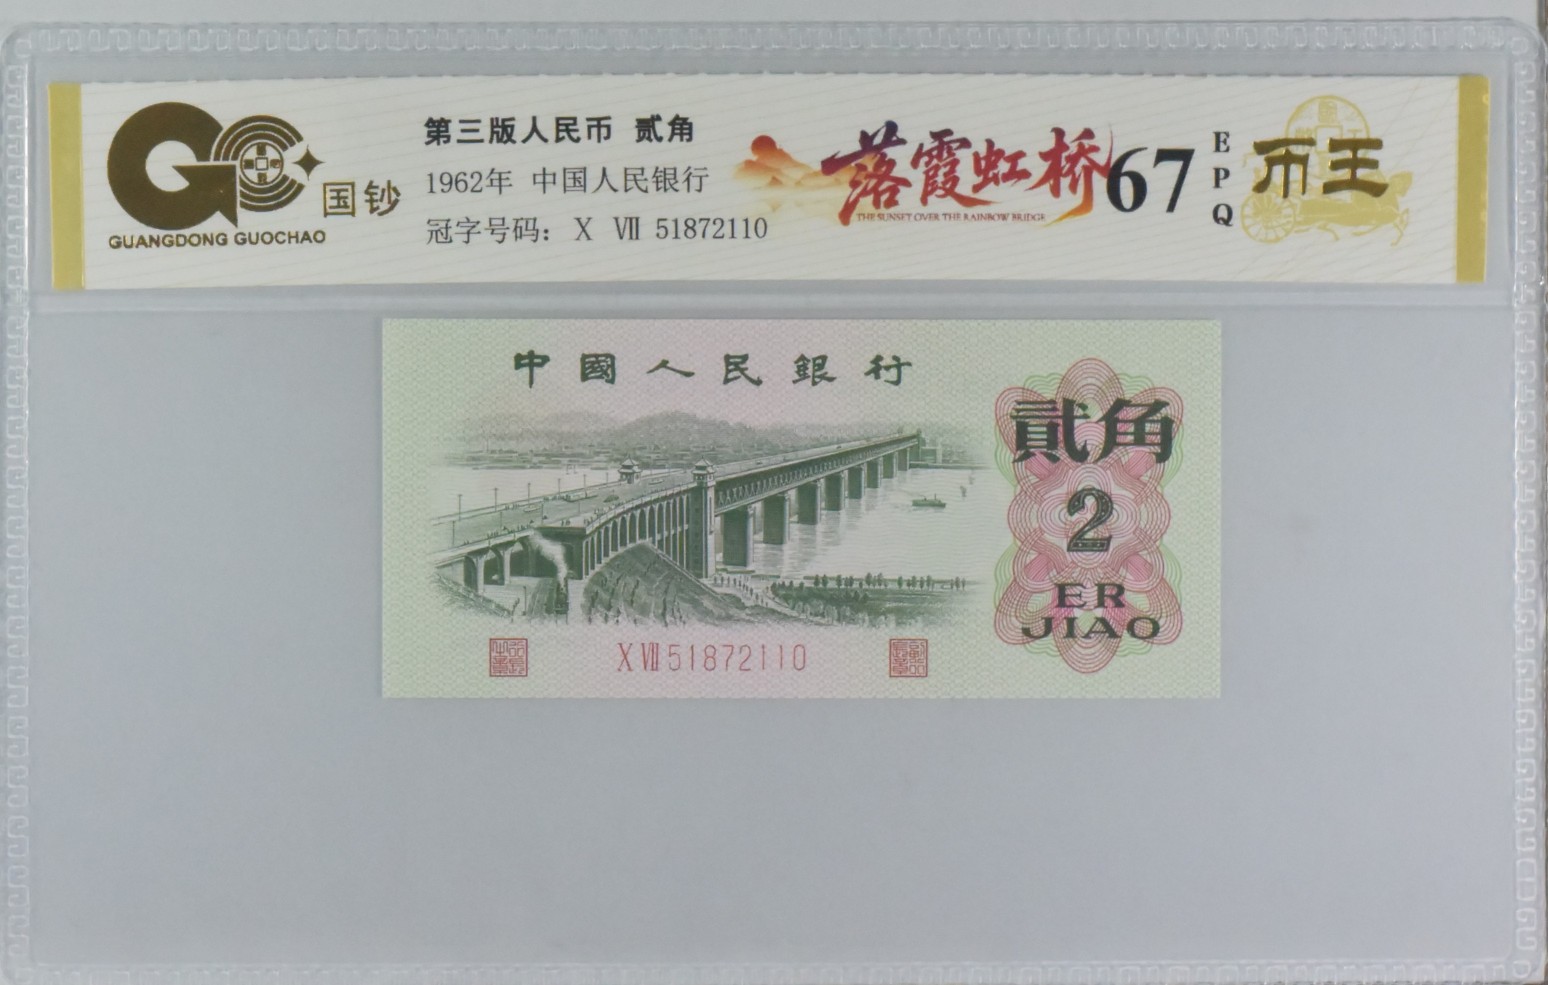 国钞
GUANGDONG GUOCHAO
第三版人民币 贰角
1962年 中国人民银行
冠字号码：X Ⅶ 51872110
落霞虹桥
THE SUNSET OVER THE RAINBOW BRIDGE
67
EPQ
币王
中國人民銀行
貳角
2
ER
JIAO
X Ⅶ 51872110